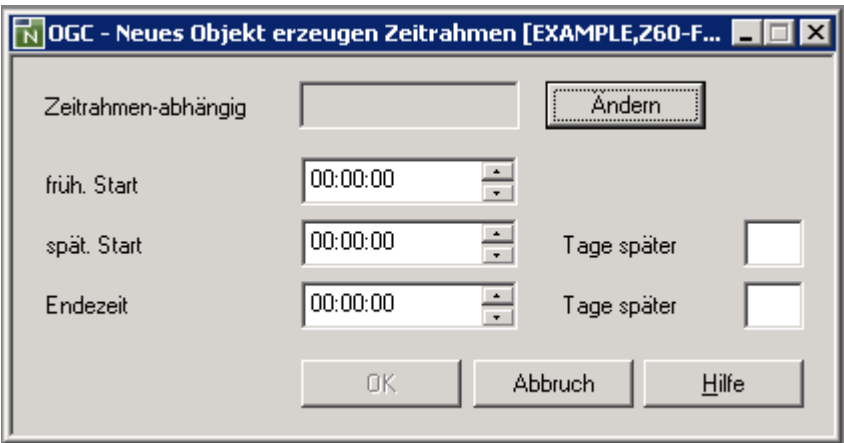 N OGC - Neues Objekt erzeugen Zeitrahmen [EXAMPLE,Z60-F...
Zeitrahmen-abhängig Ändern
früh. Start 00:00:00
spät. Start 00:00:00 Tage später
Endezeit 00:00:00 Tage später
OK Abbruch Hilfe